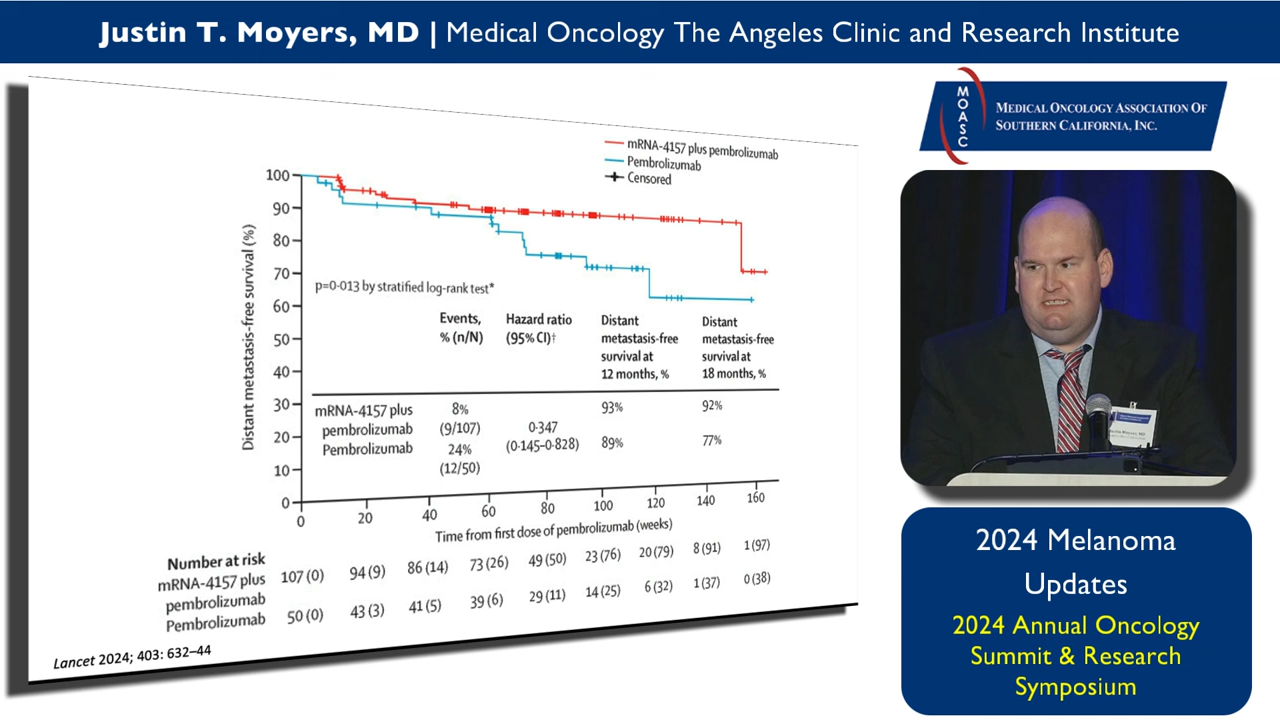 Justin T. Moyers, MD | Medical Oncology The Angeles Clinic and Research Institute
MOASC
MEDICAL ONCOLOGY ASSOCIATION OF
SOUTHERN CALIFORNIA, INC.
mRNA-4157 plus pembrolizumab
Pembrolizumab
Censored
Distant metastasis-free survival (%)
100
90
80
70
60
50
40
30
20
10
0
p=0·013 by stratified log-rank test*
Events,
% (n/N)
Hazard ratio
(95% CI)†
Distant
metastasis-free
survival at
12 months, %
Distant
metastasis-free
survival at
18 months, %
mRNA-4157 plus
pembrolizumab
8%
(9/107)
0·347
(0·145–0·828)
93%
92%
Pembrolizumab
24%
(12/50)
89%
77%
0 20 40 60 80 100 120 140 160
Time from first dose of pembrolizumab (weeks)
Number at risk
mRNA-4157 plus
pembrolizumab
107 (0) 94 (9) 86 (14) 73 (26) 49 (50) 23 (76) 20 (79) 8 (91) 1 (97)
Pembrolizumab
50 (0) 43 (3) 41 (5) 39 (6) 29 (11) 14 (25) 6 (32) 1 (37) 0 (38)
Lancet 2024; 403: 632–44
2024 Melanoma
Updates
2024 Annual Oncology
Summit & Research
Symposium